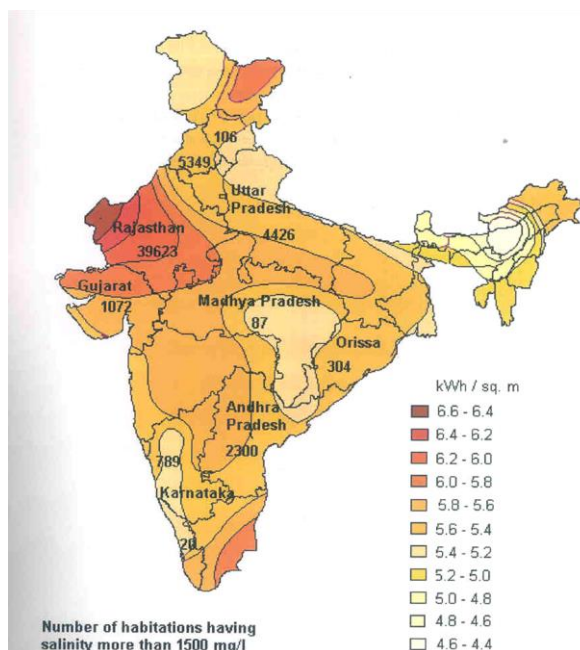 106
5349
Uttar
Pradesh
4426
Rajasthan
39623
Gujarat
1072
Madhya Pradesh
87
Orissa
304
Andhra
Pradesh
2300
789
Karnataka
20
kWh / sq. m
6.6 - 6.4
6.4 - 6.2
6.2 - 6.0
6.0 - 5.8
5.8 - 5.6
5.6 - 5.4
5.4 - 5.2
5.2 - 5.0
5.0 - 4.8
4.8 - 4.6
4.6 - 4.4
Number of habitations having
salinity more than 1500 mg/l